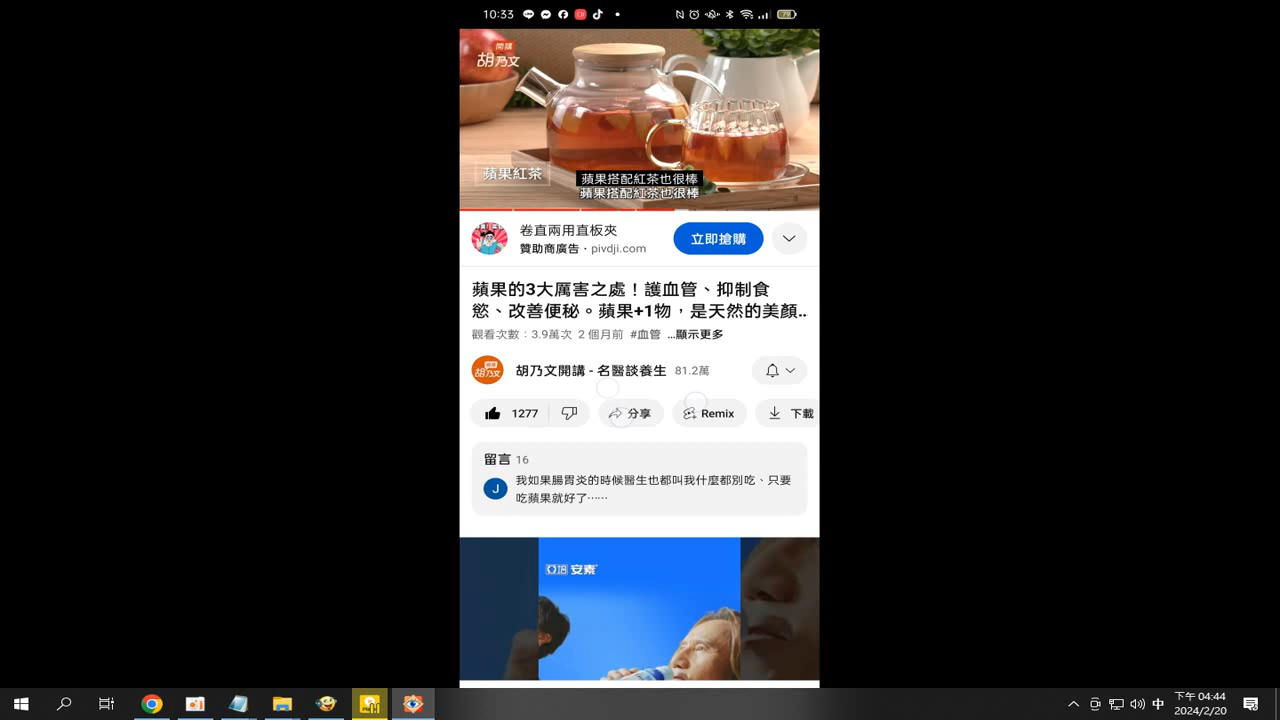 10:33
79
開講
胡乃文
蘋果紅茶
蘋果搭配紅茶也很棒
蘋果搭配紅茶也很棒
卷直兩用直板夾
贊助商廣告・pivdji.com
立即搶購
蘋果的3大厲害之處！護血管、抑制食
慾、改善便秘。蘋果+1物，是天然的美顏..
觀看次數：3.9萬次 2 個月前 #血管 ...顯示更多
胡乃文
胡乃文開講 - 名醫談養生 81.2萬
1277
分享
Remix
下載
留言 16
J
我如果腸胃炎的時候醫生也都叫我什麼都別吃、只要
吃蘋果就好了⋯⋯
亞培 安素
中
下午 04:44
2024/2/20